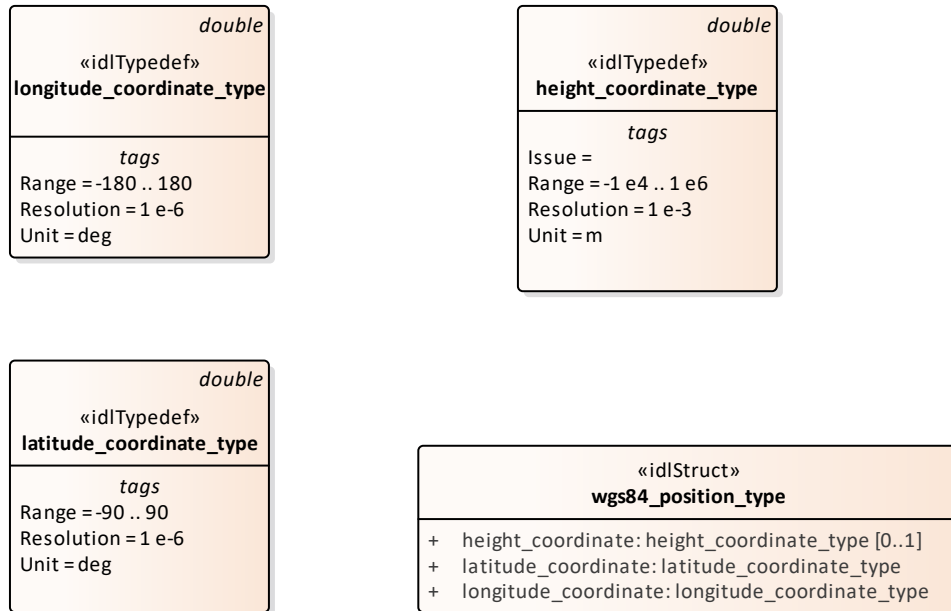 double
«idlTypedef»
longitude_coordinate_type
tags
Range = -180 .. 180
Resolution = 1 e-6
Unit = deg
double
«idlTypedef»
height_coordinate_type
tags
Issue =
Range = -1 e4 .. 1 e6
Resolution = 1 e-3
Unit = m
double
«idlTypedef»
latitude_coordinate_type
tags
Range = -90 .. 90
Resolution = 1 e-6
Unit = deg
«idlStruct»
wgs84_position_type
+ height_coordinate: height_coordinate_type [0..1]
+ latitude_coordinate: latitude_coordinate_type
+ longitude_coordinate: longitude_coordinate_type